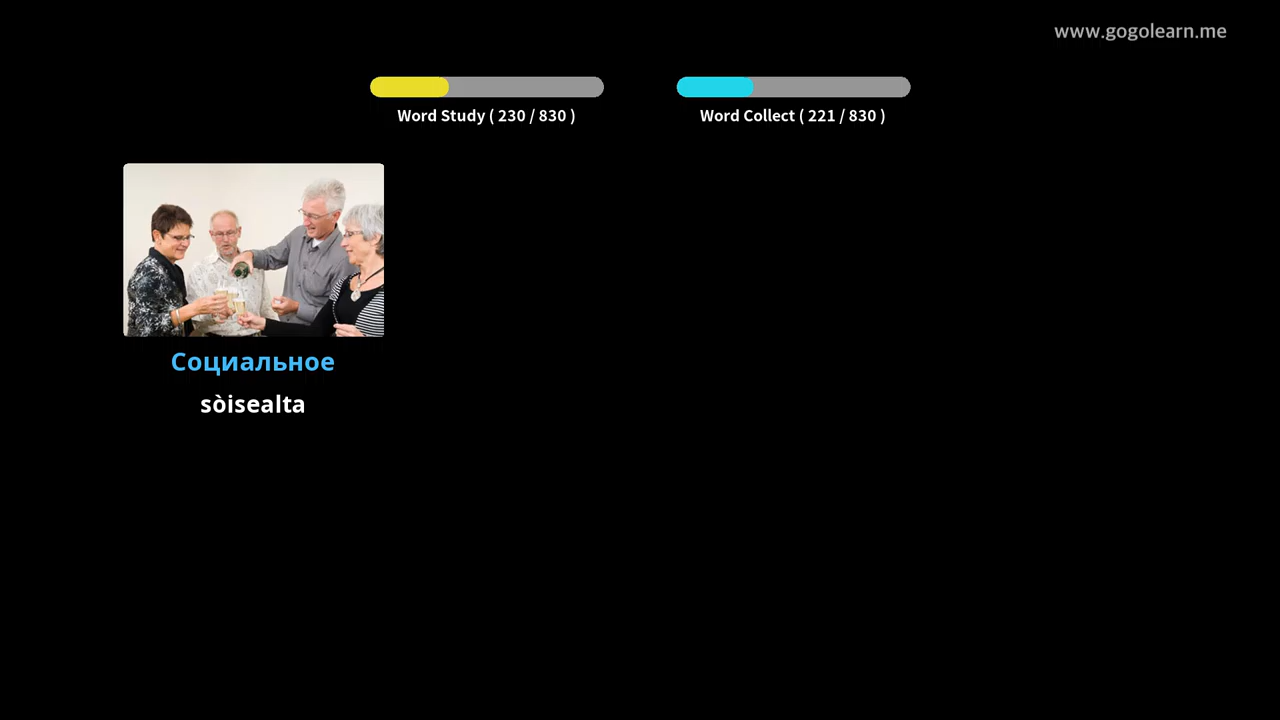 www.gogolearn.me
Word Study ( 230 / 830 )
Word Collect ( 221 / 830 )
Социальное
sòisealta